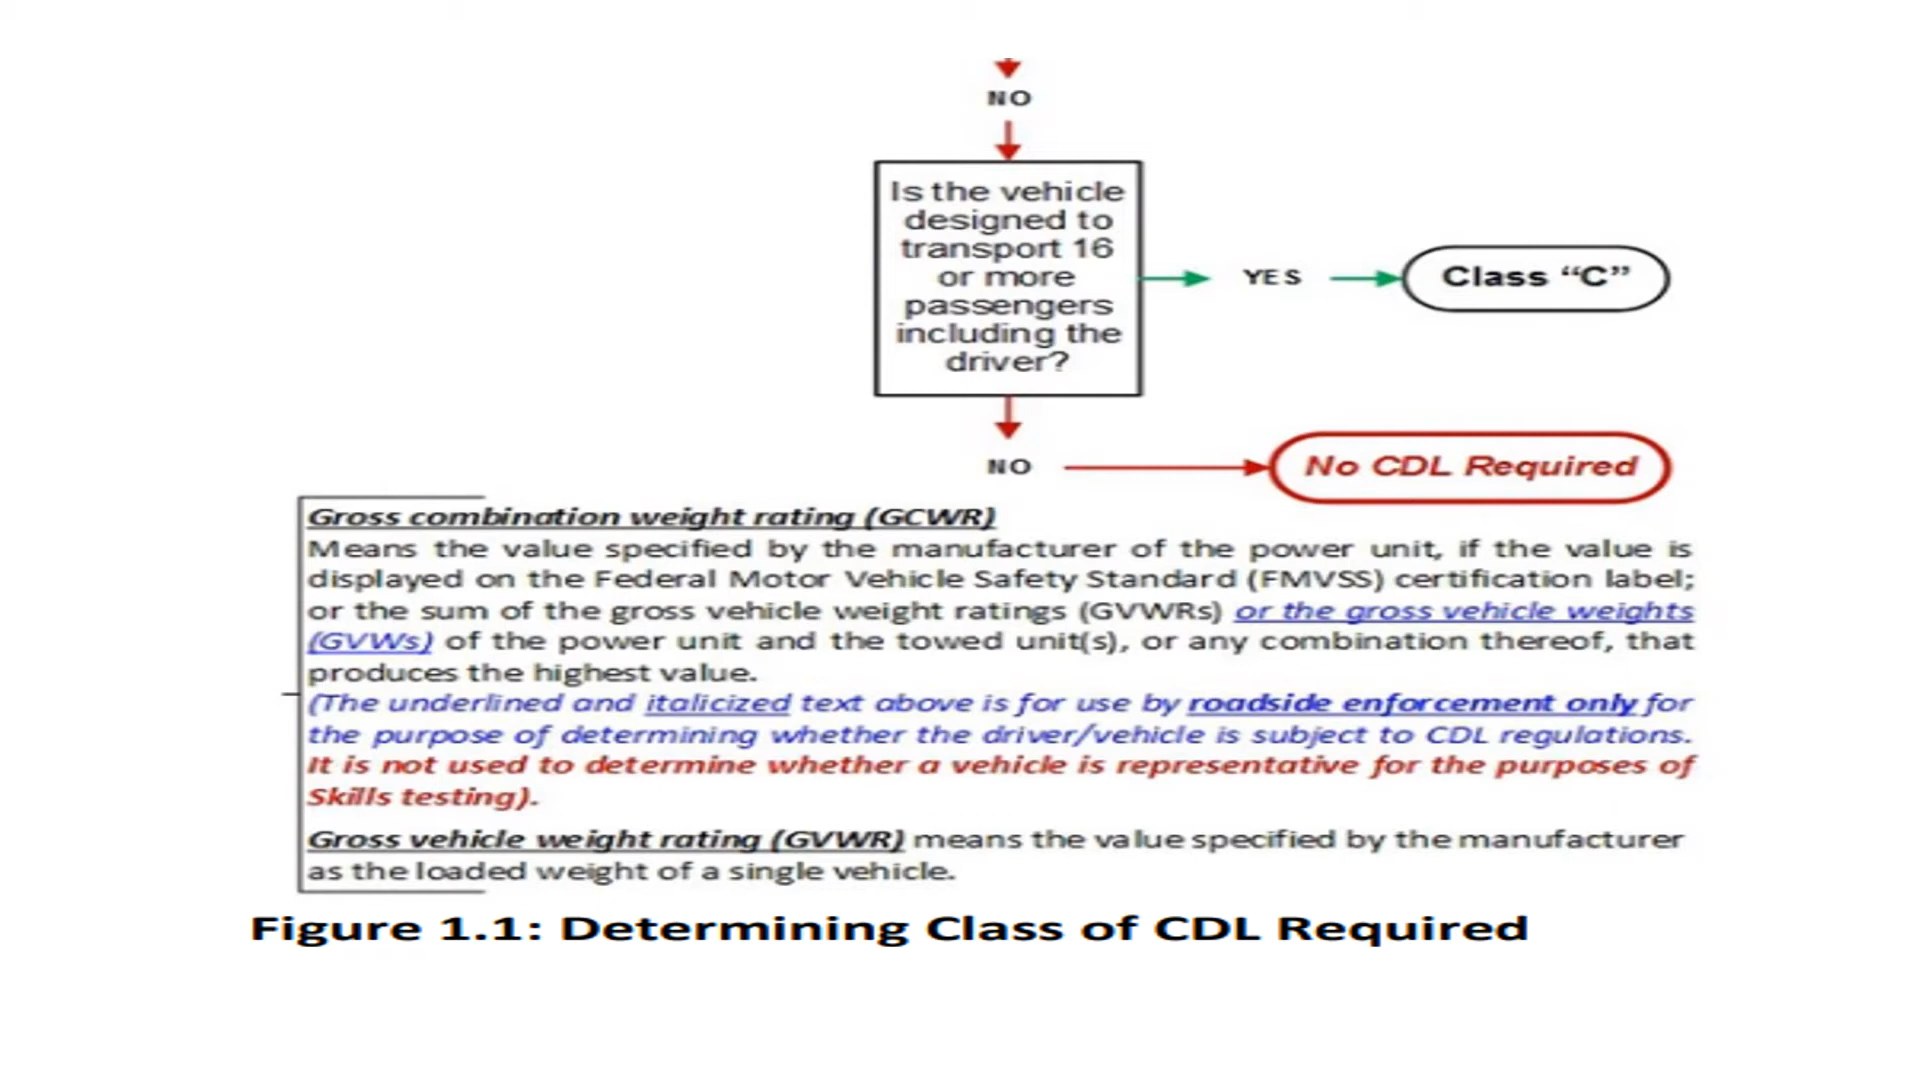 NO
Is the vehicle
designed to
transport 16
or more
passengers
including the
driver?
YES
Class “C”
NO
No CDL Required
Gross combination weight rating (GCWR)
Means the value specified by the manufacturer of the power unit, if the value is
displayed on the Federal Motor Vehicle Safety Standard (FMVSS) certification label;
or the sum of the gross vehicle weight ratings (GVWRs) or the gross vehicle weights
(GVWs) of the power unit and the towed unit(s), or any combination thereof, that
produces the highest value.
(The underlined and italicized text above is for use by roadside enforcement only for
the purpose of determining whether the driver/vehicle is subject to CDL regulations.
It is not used to determine whether a vehicle is representative for the purposes of
Skills testing).
Gross vehicle weight rating (GVWR) means the value specified by the manufacturer
as the loaded weight of a single vehicle.
Figure 1.1: Determining Class of CDL Required